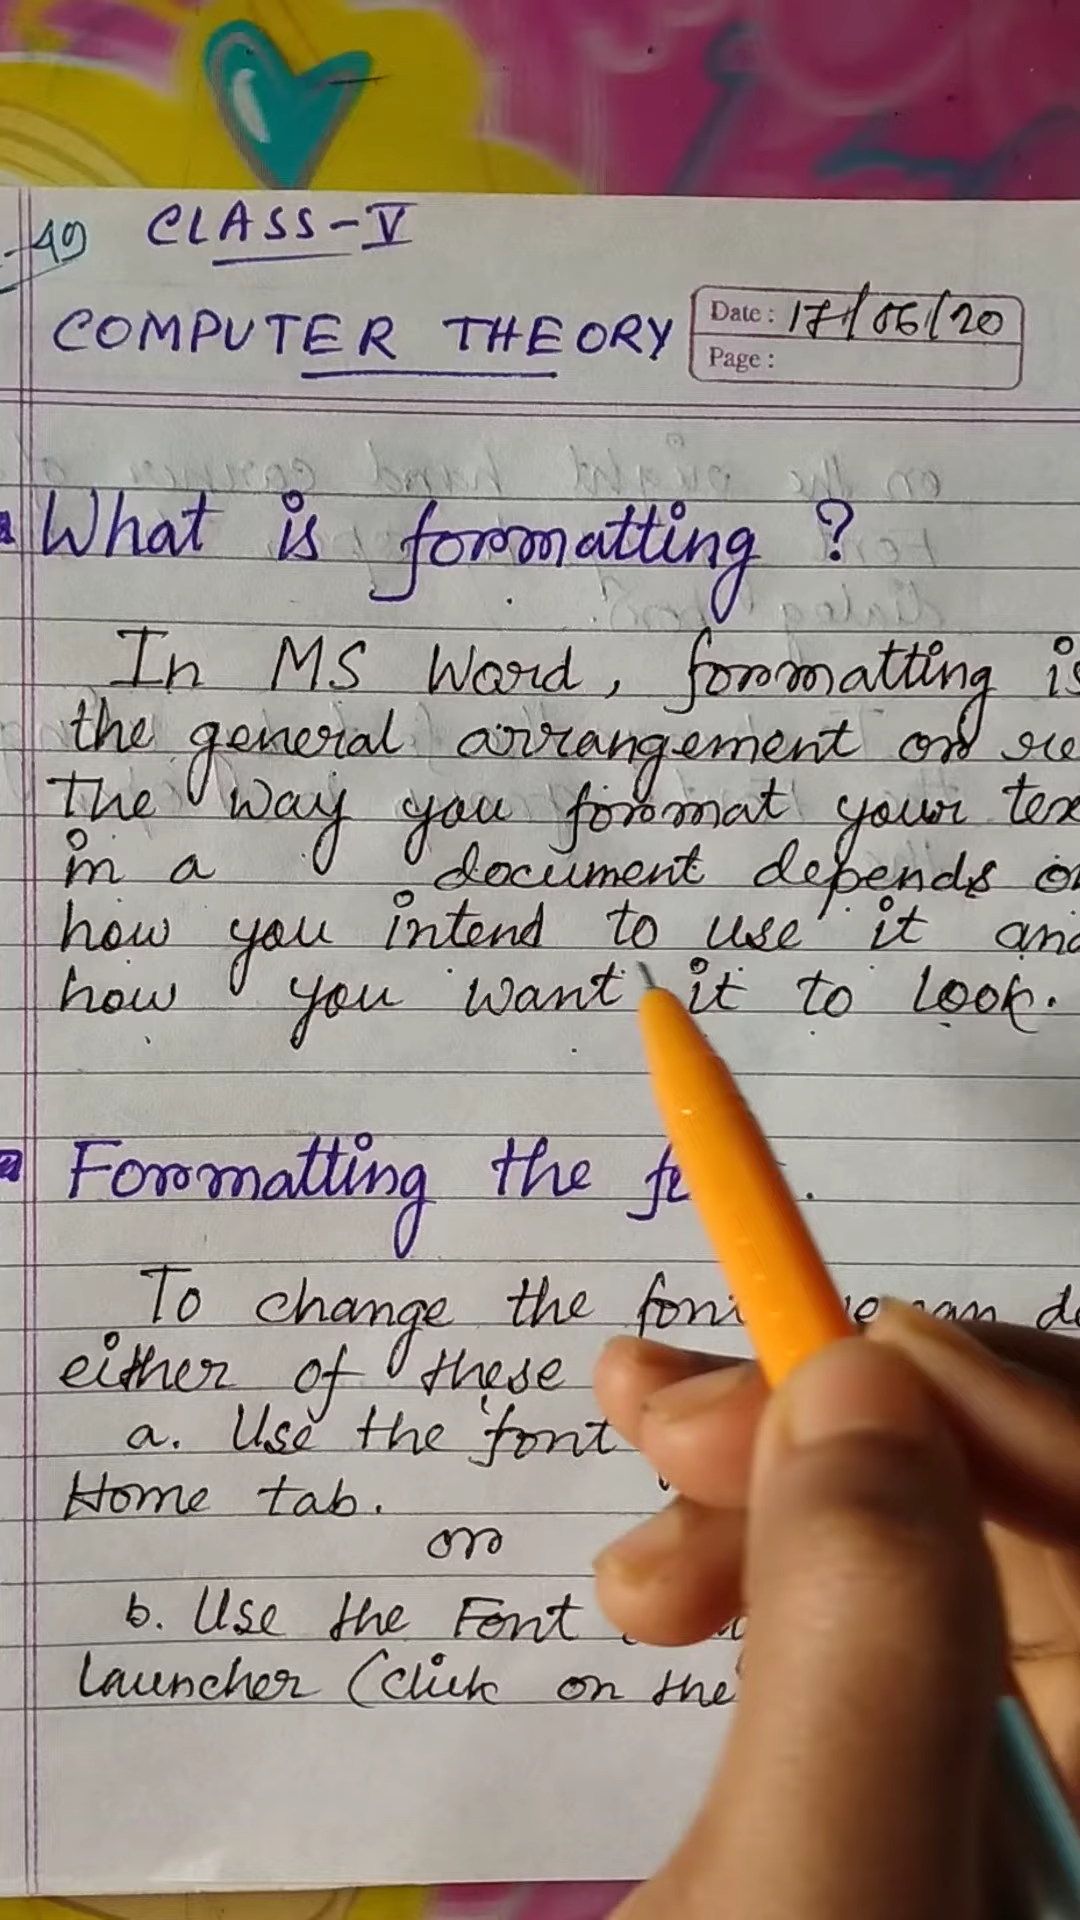 -49 CLASS-V
COMPUTER THEORY
Date: 17/06/20
Page:
What is formatting ?
In MS Word, formatting is
the general arrangement or
The way you format your
in a document depends
how you intend to use it
how you want it to look.
Formatting the
To change the
either of these
a. Use the font
Home tab.
or
b. Use the Font
launcher (click on the